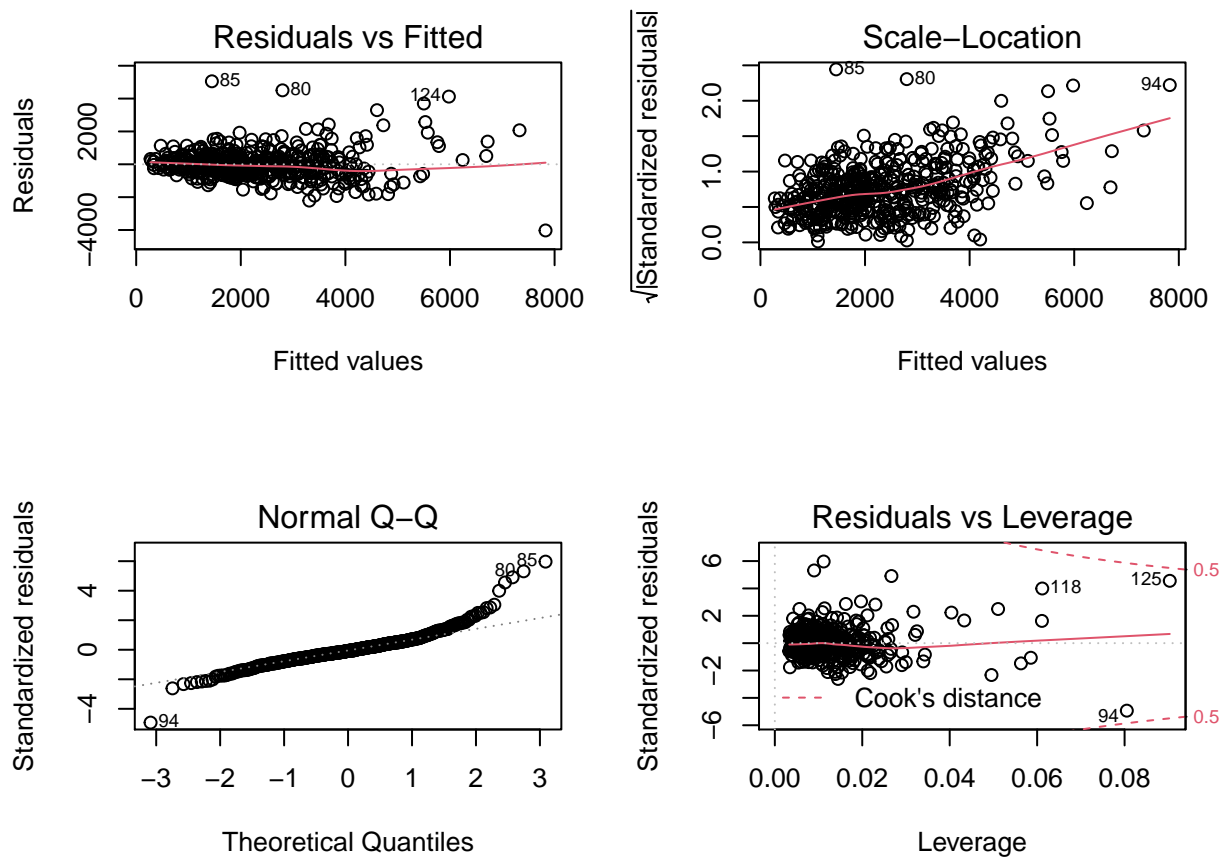 Residuals vs Fitted
Residuals
2000
−4000
0 2000 4000 6000 8000
Fitted values
85
80
124
Scale−Location
√|Standardized residuals|
2.0
1.0
0.0
0 2000 4000 6000 8000
Fitted values
85
80
94
Normal Q−Q
Standardized residuals
4
0
−4
−3 −2 −1 0 1 2 3
Theoretical Quantiles
85
80
94
Residuals vs Leverage
Standardized residuals
6
2
−2
−6
0.00 0.02 0.04 0.06 0.08
Leverage
125
118
94
0.5
0.5
Cook's distance